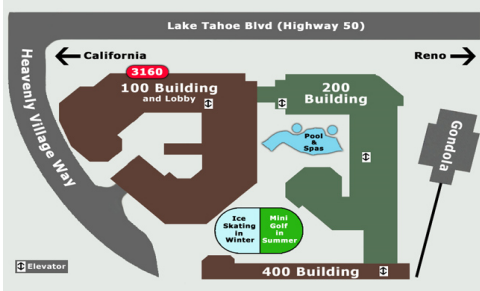 Lake Tahoe Blvd (Highway 50)
California
Reno
Heavenly Village Way
3160
100 Building
and Lobby
200
Building
Gondola
Pool
&
Spas
Ice
Skating
in
Winter
Mini
Golf
in
Summer
Elevator
400 Building